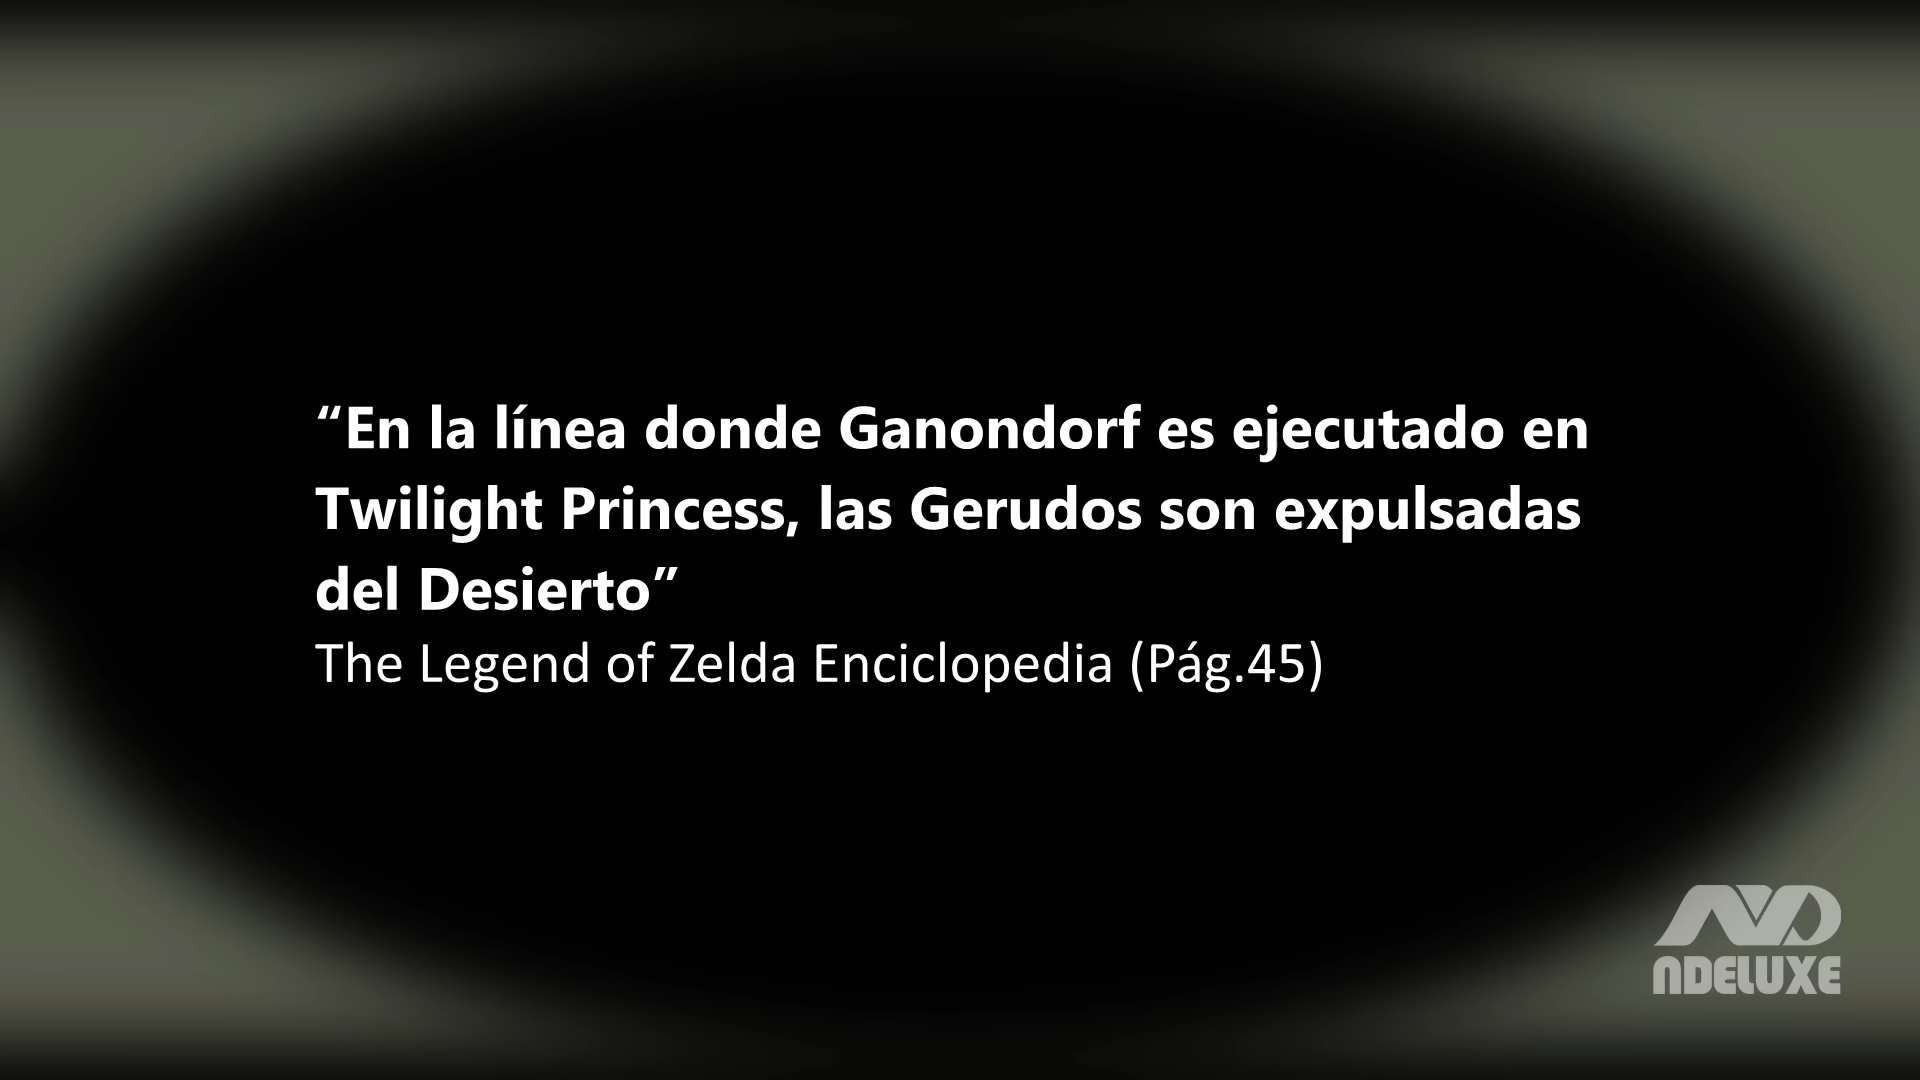 “En la línea donde Ganondorf es ejecutado en
Twilight Princess, las Gerudos son expulsadas
del Desierto”
The Legend of Zelda Enciclopedia (Pág.45)
ND
NDELUXE